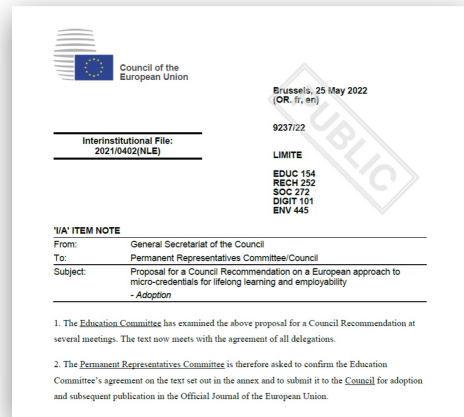 Council of the
European Union
Brussels, 25 May 2022
(OR. fr, en)
9237/22
Interinstitutional File:
2021/0402(NLE)
LIMITE
EDUC 154
RECH 252
SOC 272
DIGIT 101
ENV 445
PUBLIC
'I/A' ITEM NOTE
From: General Secretariat of the Council
To: Permanent Representatives Committee/Council
Subject: Proposal for a Council Recommendation on a European approach to
micro-credentials for lifelong learning and employability
- Adoption
1. The Education Committee has examined the above proposal for a Council Recommendation at
several meetings. The text now meets with the agreement of all delegations.
2. The Permanent Representatives Committee is therefore asked to confirm the Education
Committee's agreement on the text set out in the annex and to submit it to the Council for adoption
and subsequent publication in the Official Journal of the European Union.